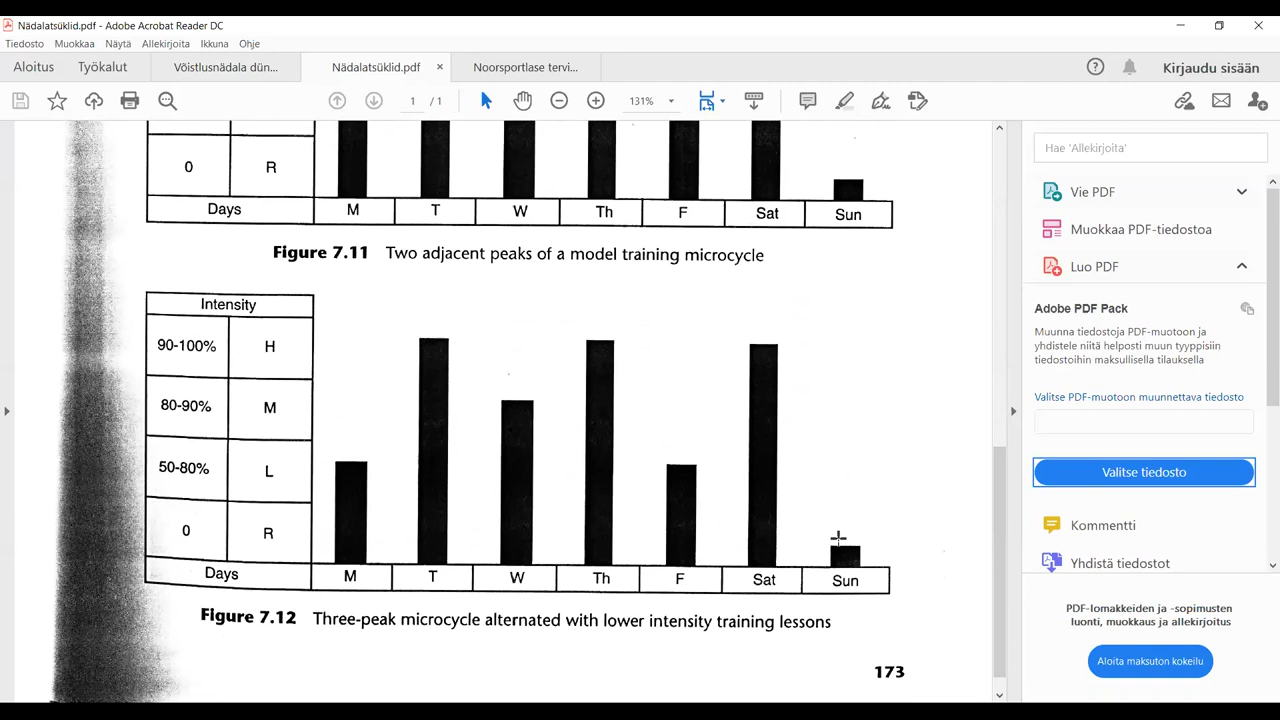 Nädalatsüklid.pdf - Adobe Acrobat Reader DC
Tiedosto Muokkaa Näytä Allekirjoita Ikkuna Ohje
Aloitus Työkalut Võistlusnädala dün... Nädalatsüklid.pdf × Noorsportlase tervi... Kirjaudu sisään
1 / 1 131%
0 R
Days M T W Th F Sat Sun
Figure 7.11 Two adjacent peaks of a model training microcycle
Intensity
90-100% H
80-90% M
50-80% L
0 R
Days M T W Th F Sat Sun
Figure 7.12 Three-peak microcycle alternated with lower intensity training lessons
173
Hae 'Allekirjoita'
Vie PDF
Muokkaa PDF-tiedostoa
Luo PDF
Adobe PDF Pack
Muunna tiedostoja PDF-muotoon ja
yhdistele niitä helposti muun tyyppisiin
tiedostoihin maksullisella tilauksella
Valitse PDF-muotoon muunnettava tiedosto
Valitse tiedosto
Kommentti
Yhdistä tiedostot
PDF-lomakkeiden ja -sopimusten
luonti, muokkaus ja allekirjoitus
Aloita maksuton kokeilu